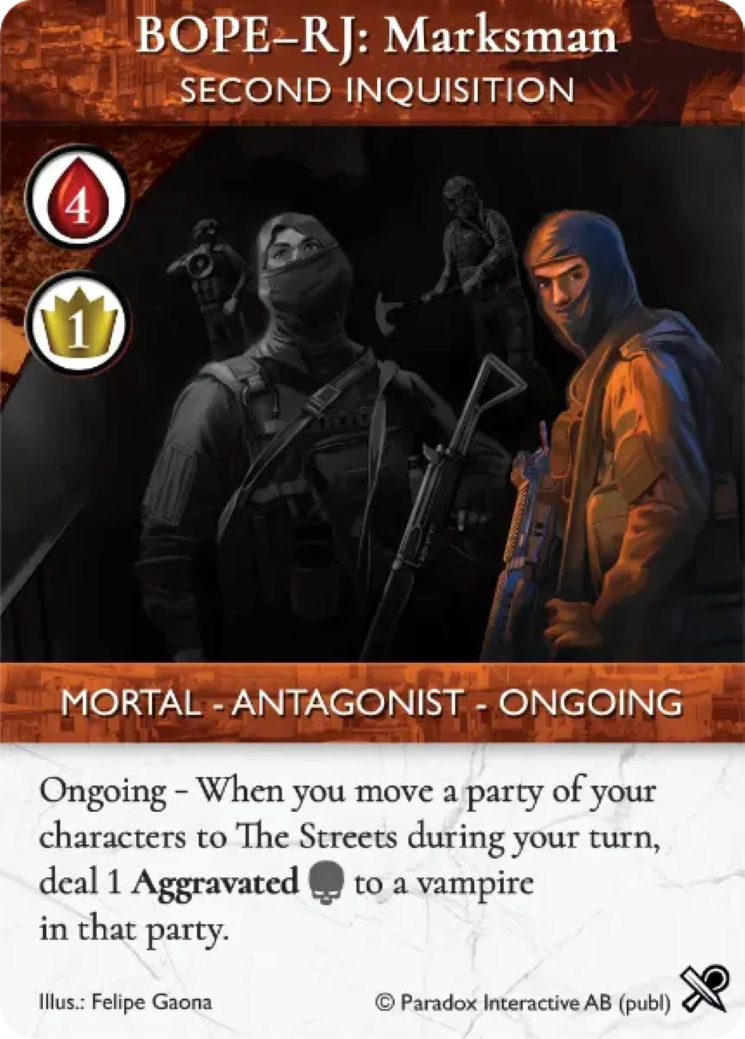 BOPE–RJ: Marksman
SECOND INQUISITION
4
1
MORTAL - ANTAGONIST - ONGOING
Ongoing – When you move a party of your
characters to The Streets during your turn,
deal 1 Aggravated to a vampire
in that party.
Illus.: Felipe Gaona
© Paradox Interactive AB (publ)